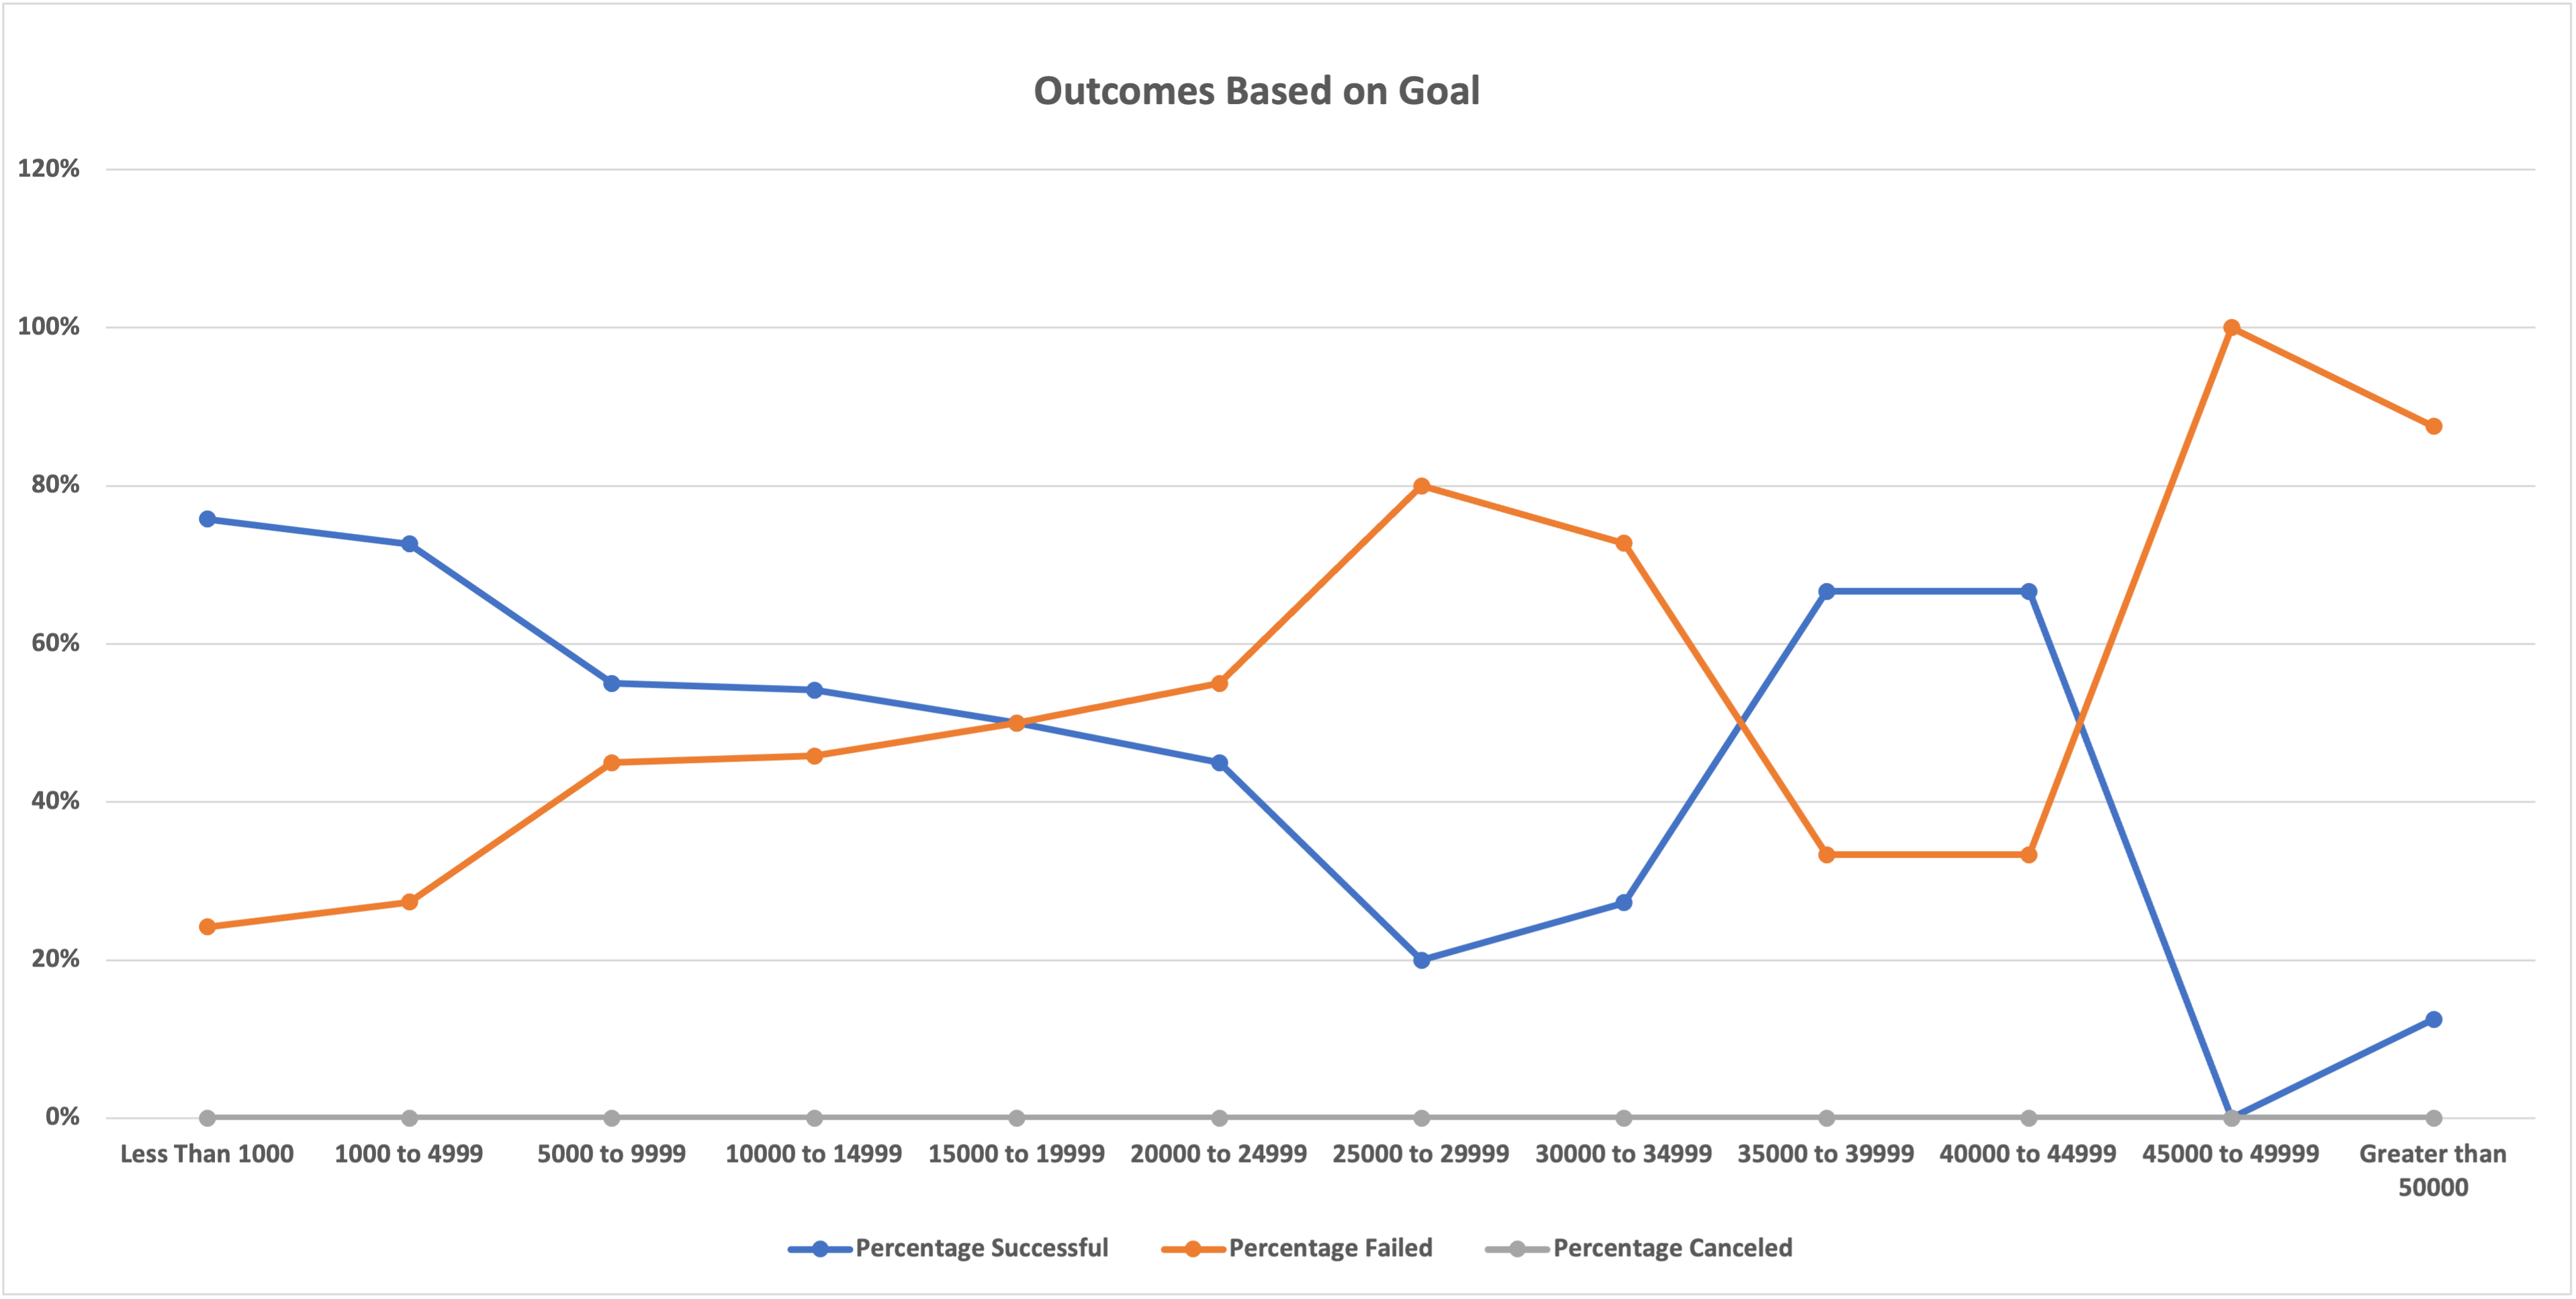 Outcomes Based on Goal
120%
100%
80%
60%
40%
20%
0%
Less Than 1000
1000 to 4999
5000 to 9999
10000 to 14999
15000 to 19999
20000 to 24999
25000 to 29999
30000 to 34999
35000 to 39999
40000 to 44999
45000 to 49999
Greater than
50000
Percentage Successful
Percentage Failed
Percentage Canceled